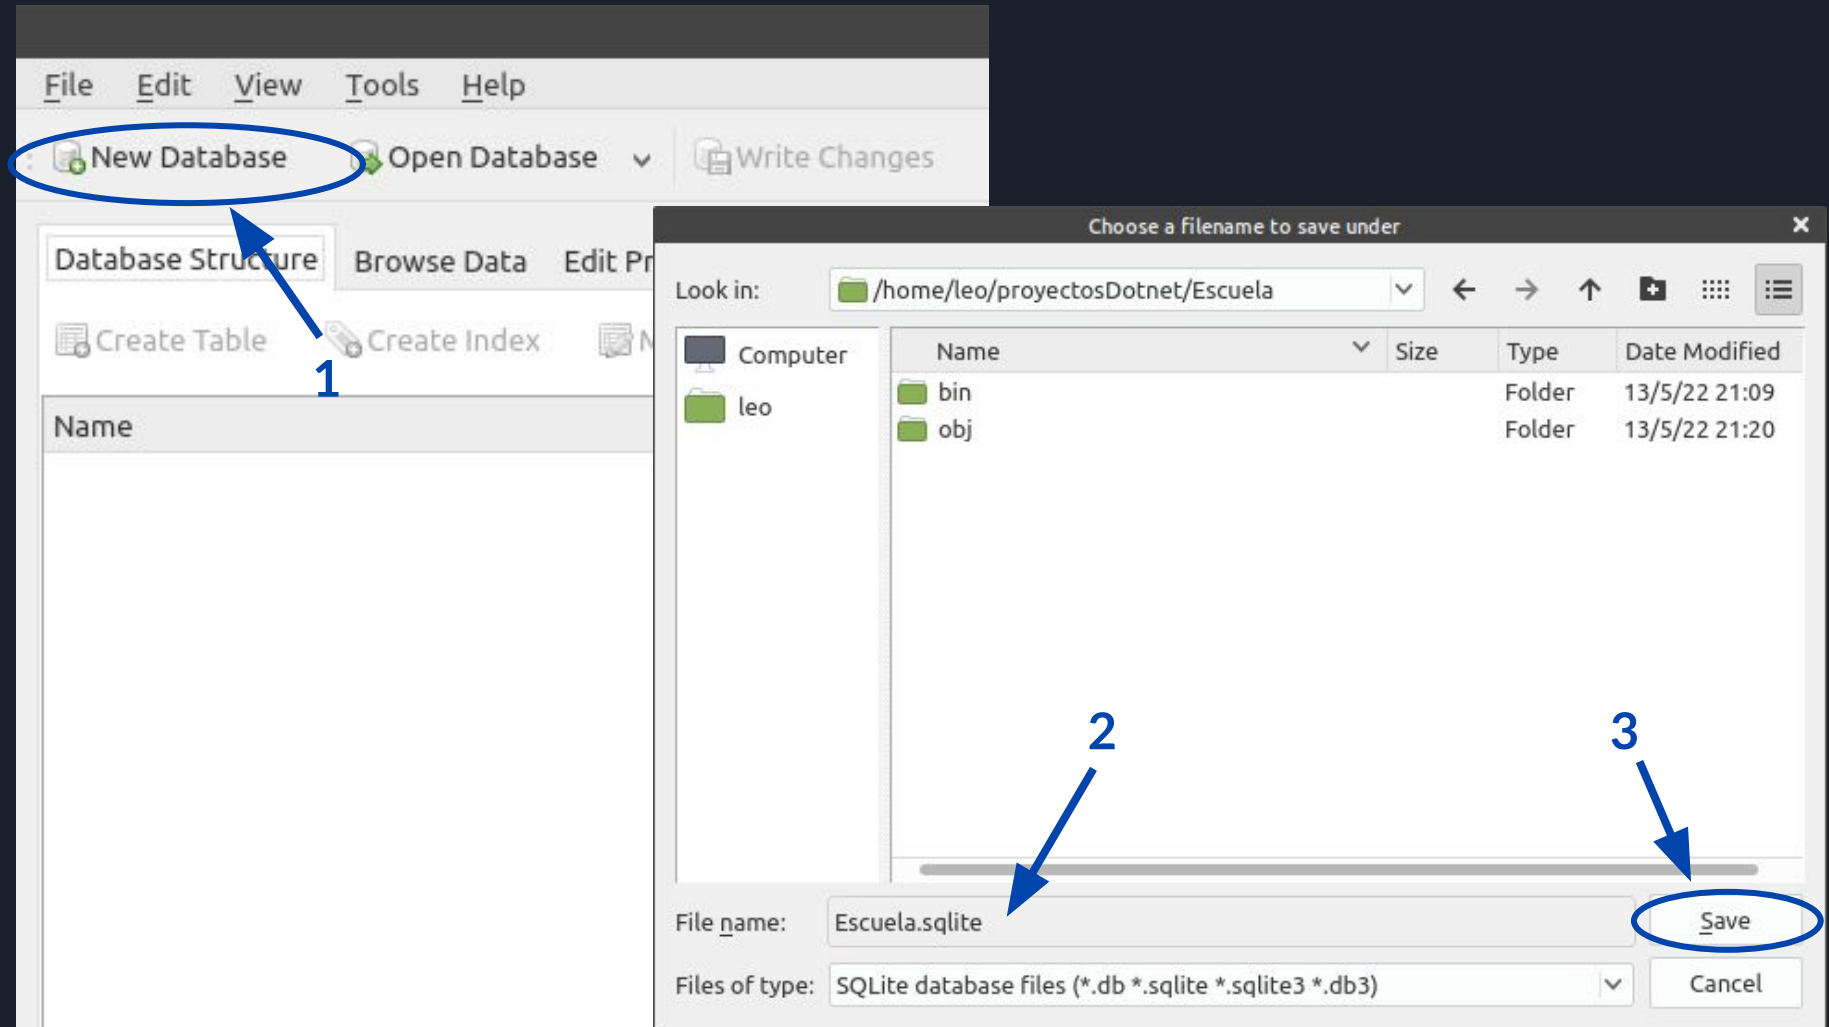 File Edit View Tools Help
New Database Open Database Write Changes
Database Structure Browse Data Edit Pr
Create Table Create Index M
1
Name
Choose a filename to save under
Look in: /home/leo/proyectosDotnet/Escuela
Computer
leo
Name Size Type Date Modified
bin Folder 13/5/22 21:09
obj Folder 13/5/22 21:20
2 3
File name: Escuela.sqlite Save
Files of type: SQLite database files (*.db *.sqlite *.sqlite3 *.db3) Cancel